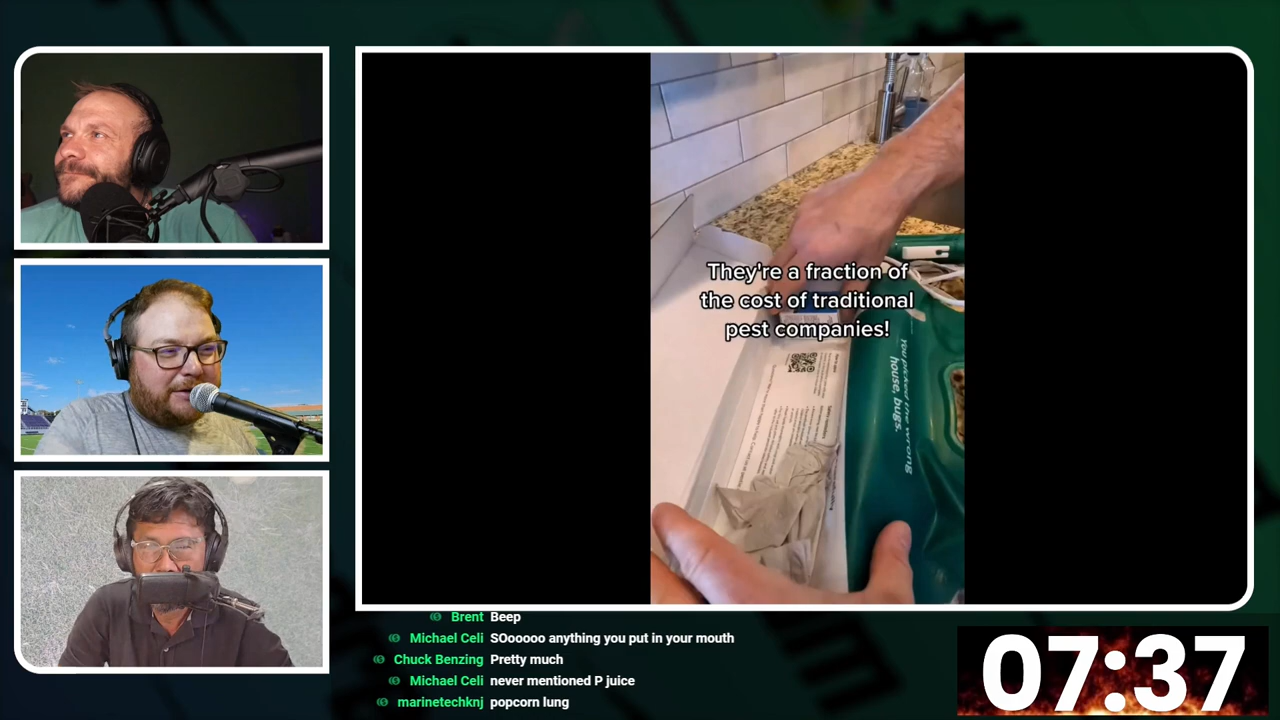 They're a fraction of
the cost of traditional
pest companies!
You picked the wrong
house, bugs.
Brent Beep
Michael Celi SOooooo anything you put in your mouth
Chuck Benzing Pretty much
Michael Celi never mentioned P juice
marinetechknj popcorn lung
07:37